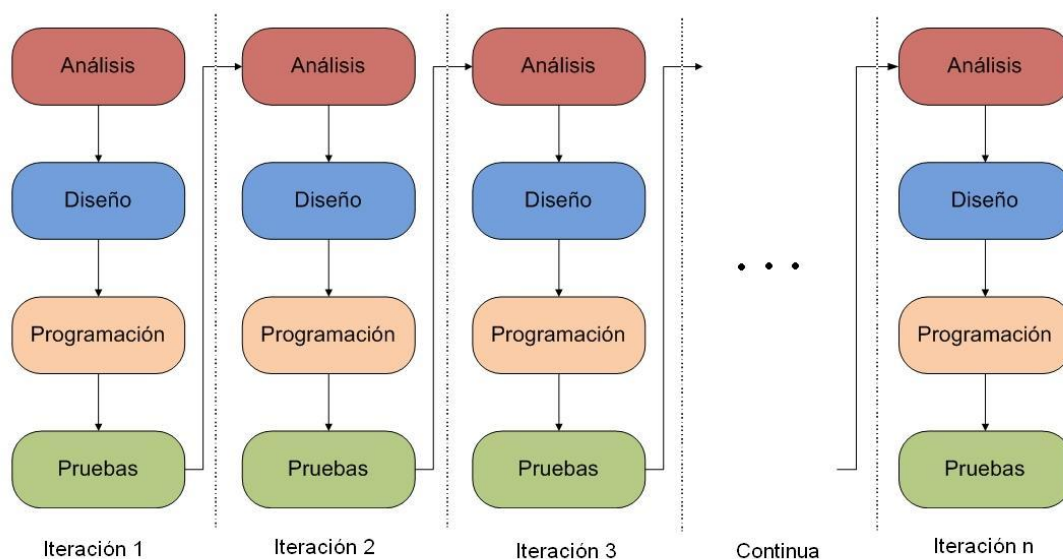 Análisis
Diseño
Programación
Pruebas
Iteración 1
Análisis
Diseño
Programación
Pruebas
Iteración 2
Análisis
Diseño
Programación
Pruebas
Iteración 3
. . .
Continua
Análisis
Diseño
Programación
Pruebas
Iteración n